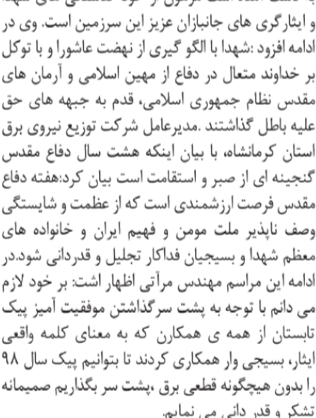 و ایثارگری های جانبازان عزیز این سرزمین است. وی در
ادامه افزود :شهدا با الگو گیری از نهضت عاشورا و با توکل
بر خداوند متعال در دفاع از میهن اسلامی و آرمان های
مقدس نظام جمهوری اسلامی، قدم به جبهه های حق
علیه باطل گذاشتند .مدیرعامل شرکت توزیع نیروی برق
استان کرمانشاه، با بیان اینکه هشت سال دفاع مقدس
گنجینه ای از صبر و استقامت است بیان کرد:هفته دفاع
مقدس فرصت ارزشمندی است که از عظمت و شایستگی
وصف ناپذیر ملت مومن و فهیم ایران و خانواده های
معظم شهدا و بسیجیان فداکار تجلیل و قدردانی شود.در
ادامه این مراسم مهندس مرآتی اظهار اشت: بر خود لازم
می دانم با توجه به پشت سرگذاشتن موفقیت آمیز پیک
تابستان از همه ی همکارن که به معنای کلمه واقعی
ایثار، بسیجی وار همکاری کردند تا بتوانیم پیک سال ۹۸
را بدون هیچگونه قطعی برق ،پشت سر بگذاریم صمیمانه
تشکر و قدر دانی می نمایم.